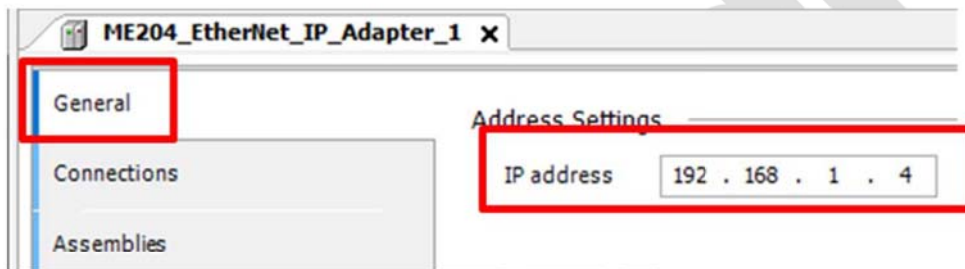 ME204_EtherNet_IP_Adapter_1 X
General
Address Settings
IP address 192 . 168 . 1 . 4
Connections
Assemblies